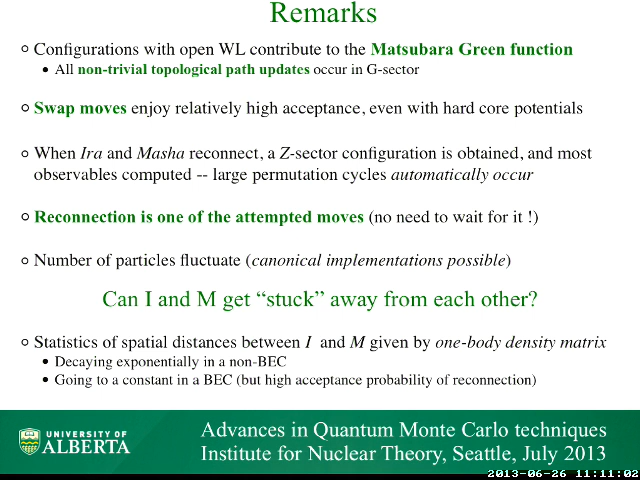 Remarks
Configurations with open WL contribute to the Matsubara Green function
All non-trivial topological path updates occur in G-sector
Swap moves enjoy relatively high acceptance, even with hard core potentials
When Ira and Masha reconnect, a Z-sector configuration is obtained, and most
observables computed -- large permutation cycles automatically occur
Reconnection is one of the attempted moves (no need to wait for it !)
Number of particles fluctuate (canonical implementations possible)
Can I and M get “stuck” away from each other?
Statistics of spatial distances between I and M given by one-body density matrix
Decaying exponentially in a non-BEC
Going to a constant in a BEC (but high acceptance probability of reconnection)
UNIVERSITY OF
ALBERTA
Advances in Quantum Monte Carlo techniques
Institute for Nuclear Theory, Seattle, July 2013
2013-06-26 11:11:02